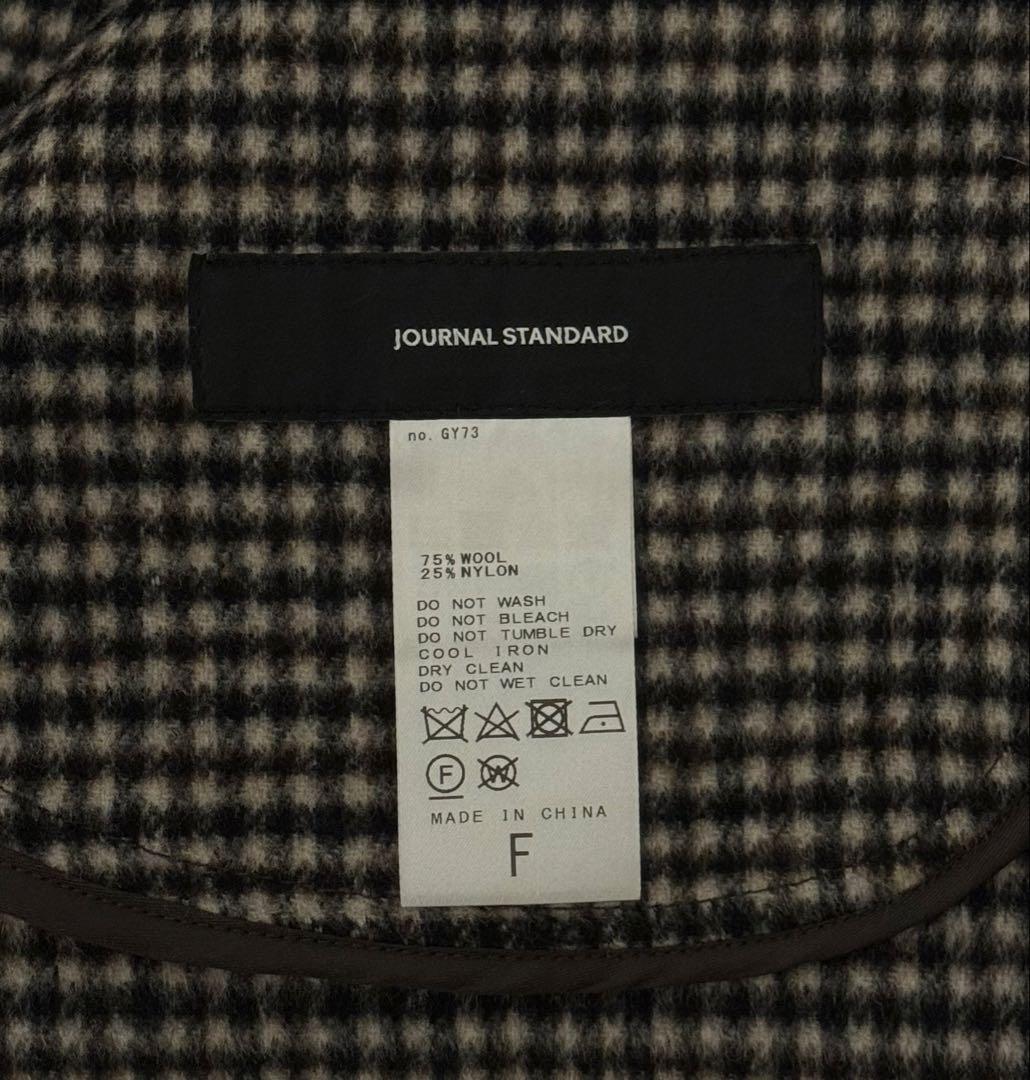 JOURNAL STANDARD
no. GY73
75% WOOL
25% NYLON
DO NOT WASH
DO NOT BLEACH
DO NOT TUMBLE DRY
COOL IRON
DRY CLEAN
DO NOT WET CLEAN
F W
MADE IN CHINA
F